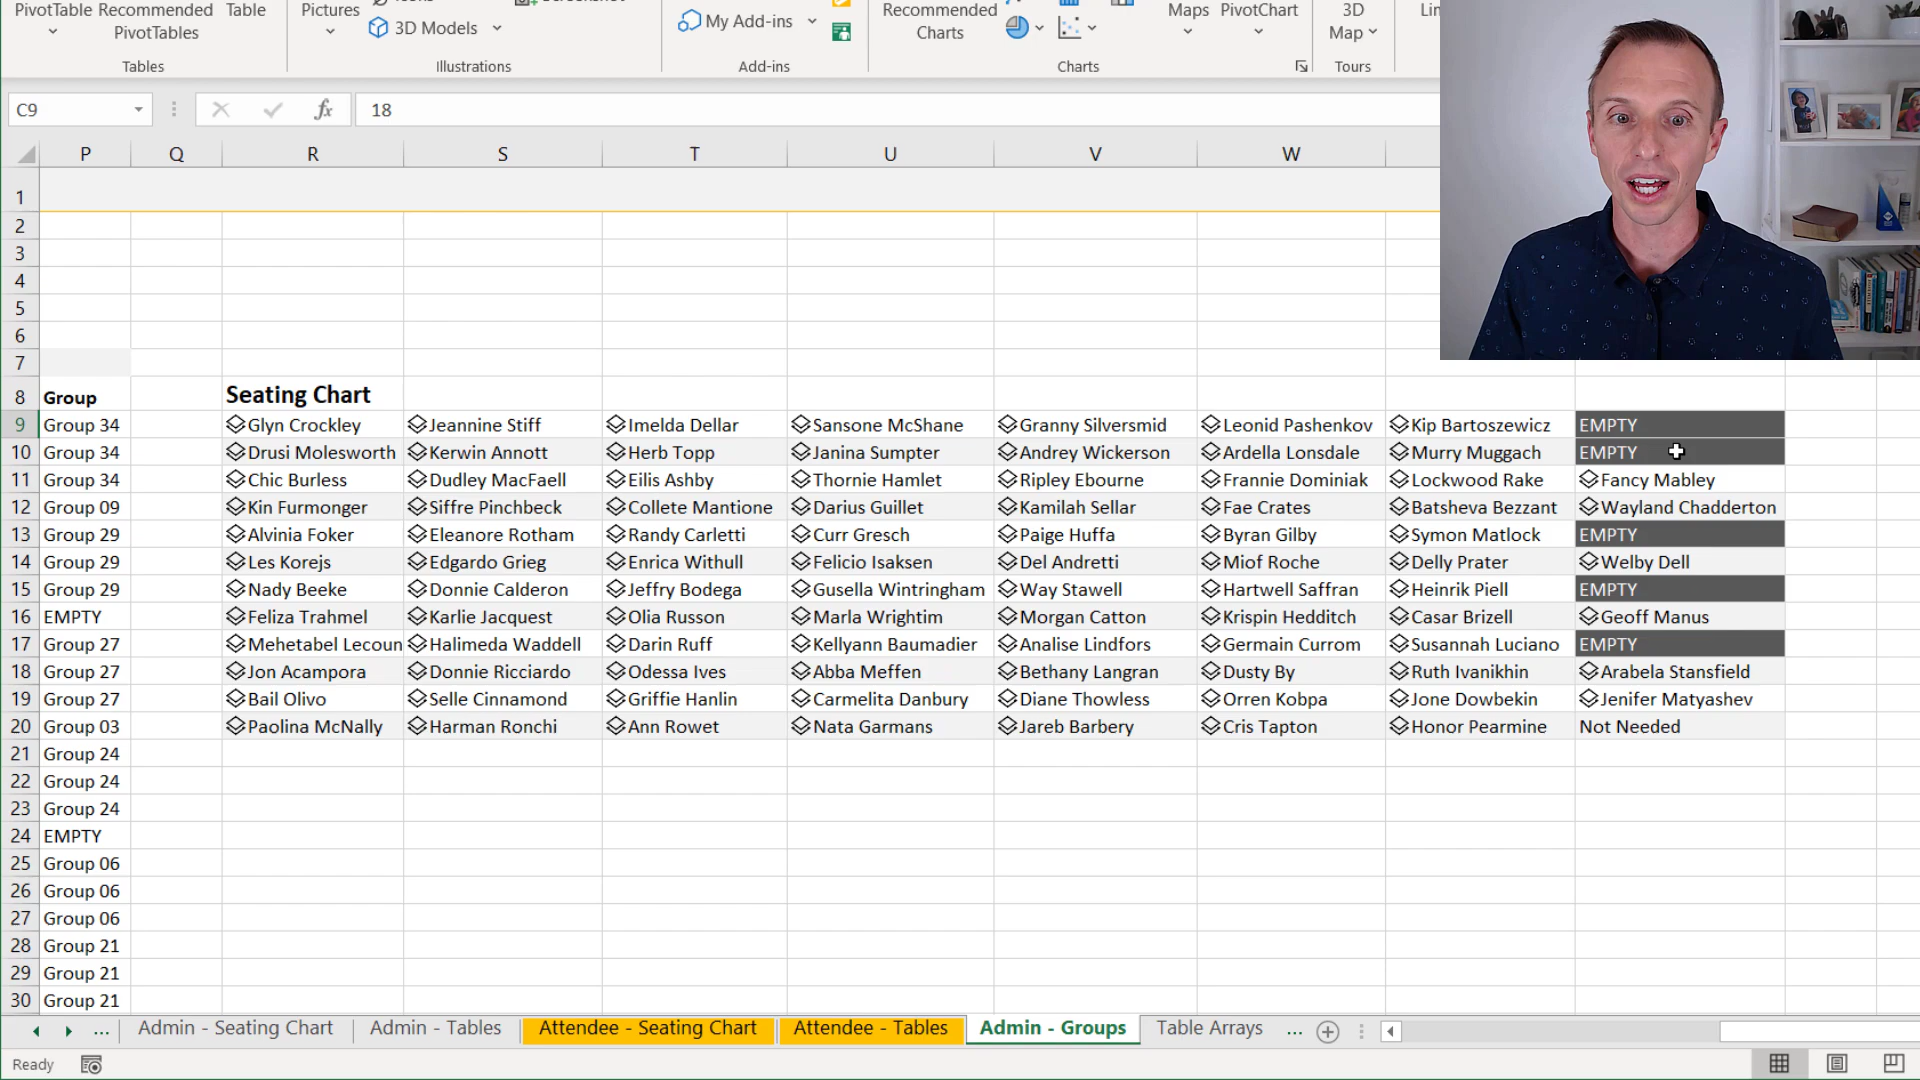 PivotTable Recommended Table
PivotTables
Tables
Pictures
3D Models
Illustrations
My Add-ins
Add-ins
Recommended
Charts
Maps PivotChart
Charts
3D
Map
Tours
C9 18
P Q R S T U V W
1
2
3
4
5
6
7
8 Group Seating Chart
9 Group 34 Glyn Crockley Jeannine Stiff Imelda Dellar Sansone McShane Granny Silversmid Leonid Pashenkov Kip Bartoszewicz EMPTY
10 Group 34 Drusi Molesworth Kerwin Annott Herb Topp Janina Sumpter Andrey Wickerson Ardella Lonsdale Murry Muggach EMPTY
11 Group 34 Chic Burless Dudley MacFaell Eilis Ashby Thornie Hamlet Ripley Ebourne Frannie Dominiak Lockwood Rake Fancy Mabley
12 Group 09 Kin Furmonger Siffre Pinchbeck Collete Mantione Darius Guillet Kamilah Sellar Fae Crates Batsheva Bezzant Wayland Chadderton
13 Group 29 Alvinia Foker Eleanore Rotham Randy Carletti Curr Gresch Paige Huffa Byran Gilby Symon Matlock EMPTY
14 Group 29 Les Korejs Edgardo Grieg Enrica Withull Felicio Isaksen Del Andretti Miof Roche Delly Prater Welby Dell
15 Group 29 Nady Beeke Donnie Calderon Jeffry Bodega Gusella Wintringham Way Stawell Hartwell Saffran Heinrik Piell EMPTY
16 EMPTY Feliza Trahmel Karlie Jacquest Olia Russon Marla Wrightim Morgan Catton Krispin Hedditch Casar Brizell Geoff Manus
17 Group 27 Mehetabel Lecoun Halimeda Waddell Darin Ruff Kellyann Baumadier Analise Lindfors Germain Currom Susannah Luciano EMPTY
18 Group 27 Jon Acampora Donnie Ricciardo Odessa Ives Abba Meffen Bethany Langran Dusty By Ruth Ivanikhin Arabela Stansfield
19 Group 27 Bail Olivo Selle Cinnamond Griffie Hanlin Carmelita Danbury Diane Thowless Orren Kobpa Jone Dowbekin Jenifer Matyashev
20 Group 03 Paolina McNally Harman Ronchi Ann Rowet Nata Garmans Jareb Barbery Cris Tapton Honor Pearmine Not Needed
21 Group 24
22 Group 24
23 Group 24
24 EMPTY
25 Group 06
26 Group 06
27 Group 06
28 Group 21
29 Group 21
30 Group 21
... Admin - Seating Chart Admin - Tables Attendee - Seating Chart Attendee - Tables Admin - Groups Table Arrays ...
Ready